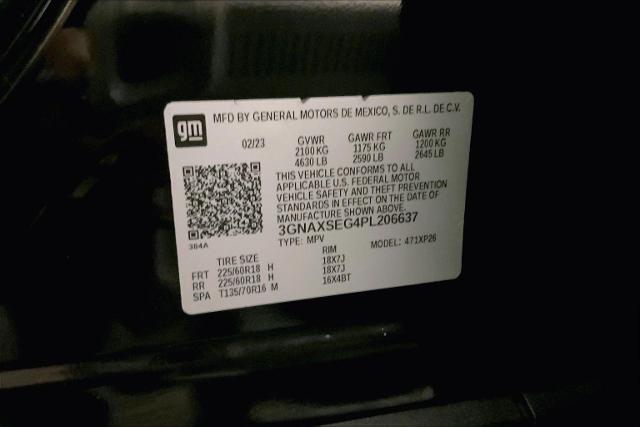 gm
MFD BY GENERAL MOTORS DE MEXICO, S. DE R.L. DE C.V.
02/23 GVWR GAWR FRT GAWR RR
2100 KG 1175 KG 1200 KG
4630 LB 2590 LB 2645 LB
THIS VEHICLE CONFORMS TO ALL
APPLICABLE U.S. FEDERAL MOTOR
VEHICLE SAFETY AND THEFT PREVENTION
STANDARDS IN EFFECT ON THE DATE OF
MANUFACTURE SHOWN ABOVE.
3GNAXSEG4PL206637
384A
TYPE: MPV MODEL: 471XP26
TIRE SIZE RIM
FRT 225/60R18 H 18X7J
RR 225/60R18 H 18X7J
SPA T135/70R16 M 16X4BT